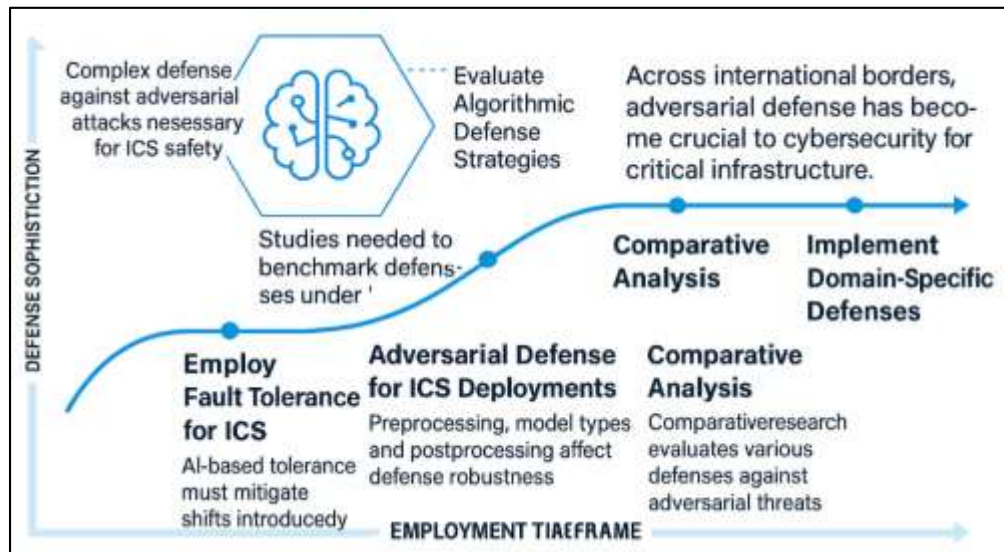 Complex defense
against adversarial
attacks nesessary
for ICS safety
Evaluate
Algorithmic
Defense
Strategies
Across international borders,
adversarial defense has beco-
me crucial to cybersecurity for
critical infrastructure.
DEFENSE SOPHISTICTION
Studies needed to
benchmark defens-
ses under '
Comparative
Analysis
Implement
Domain-Specific
Defenses
Employ
Fault Tolerance
for ICS
AI-based tolerance
must mitigate
shifts introducedy
Adversarial Defense
for ICS Deployments
Preprocessing, model types
and postprocessing affect
defense robustness
Comparative
Analysis
Comparativeresearch
evaluates various
defenses against
adversarial threats
EMPLOYMENT TIAEFRAME